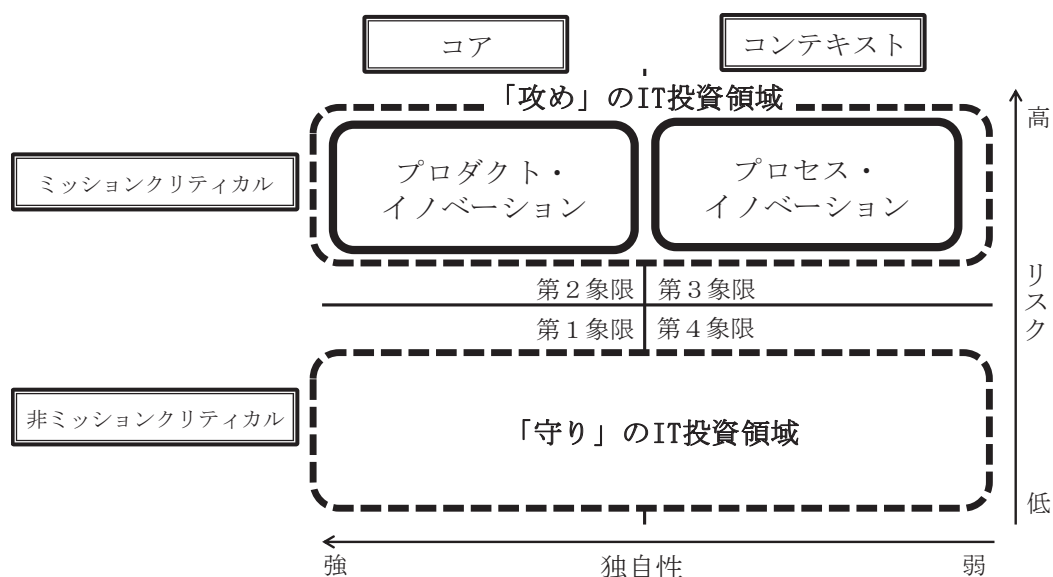 コア
コンテキスト
「攻め」のIT投資領域
高
ミッションクリティカル
プロダクト・
イノベーション
プロセス・
イノベーション
第２象限
第３象限
リスク
第１象限
第４象限
非ミッションクリティカル
「守り」のIT投資領域
低
強
独自性
弱